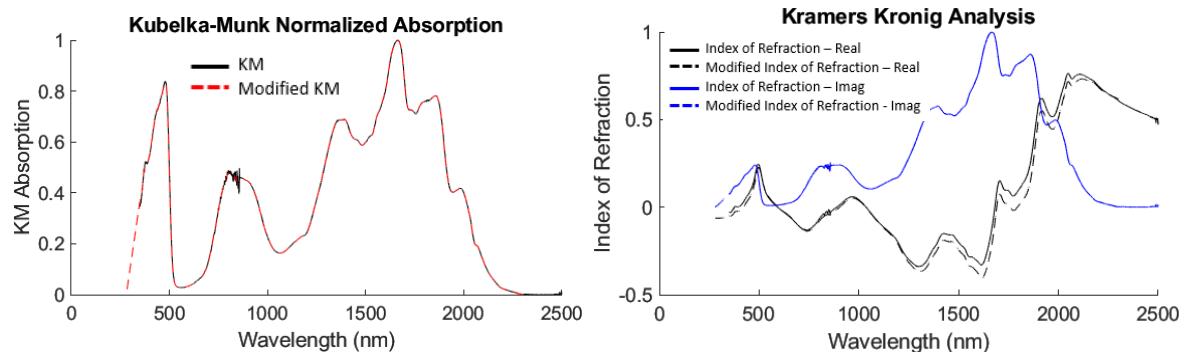 Kubelka-Munk Normalized Absorption
1
0.8
0.6
0.4
0.2
0
KM Absorption
KM
Modified KM
0
500
1000
1500
2000
2500
Wavelength (nm)
Kramers Kronig Analysis
1
0.5
0
-0.5
Index of Refraction
Index of Refraction – Real
Modified Index of Refraction – Real
Index of Refraction – Imag
Modified Index of Refraction - Imag
0
500
1000
1500
2000
2500
Wavelength (nm)